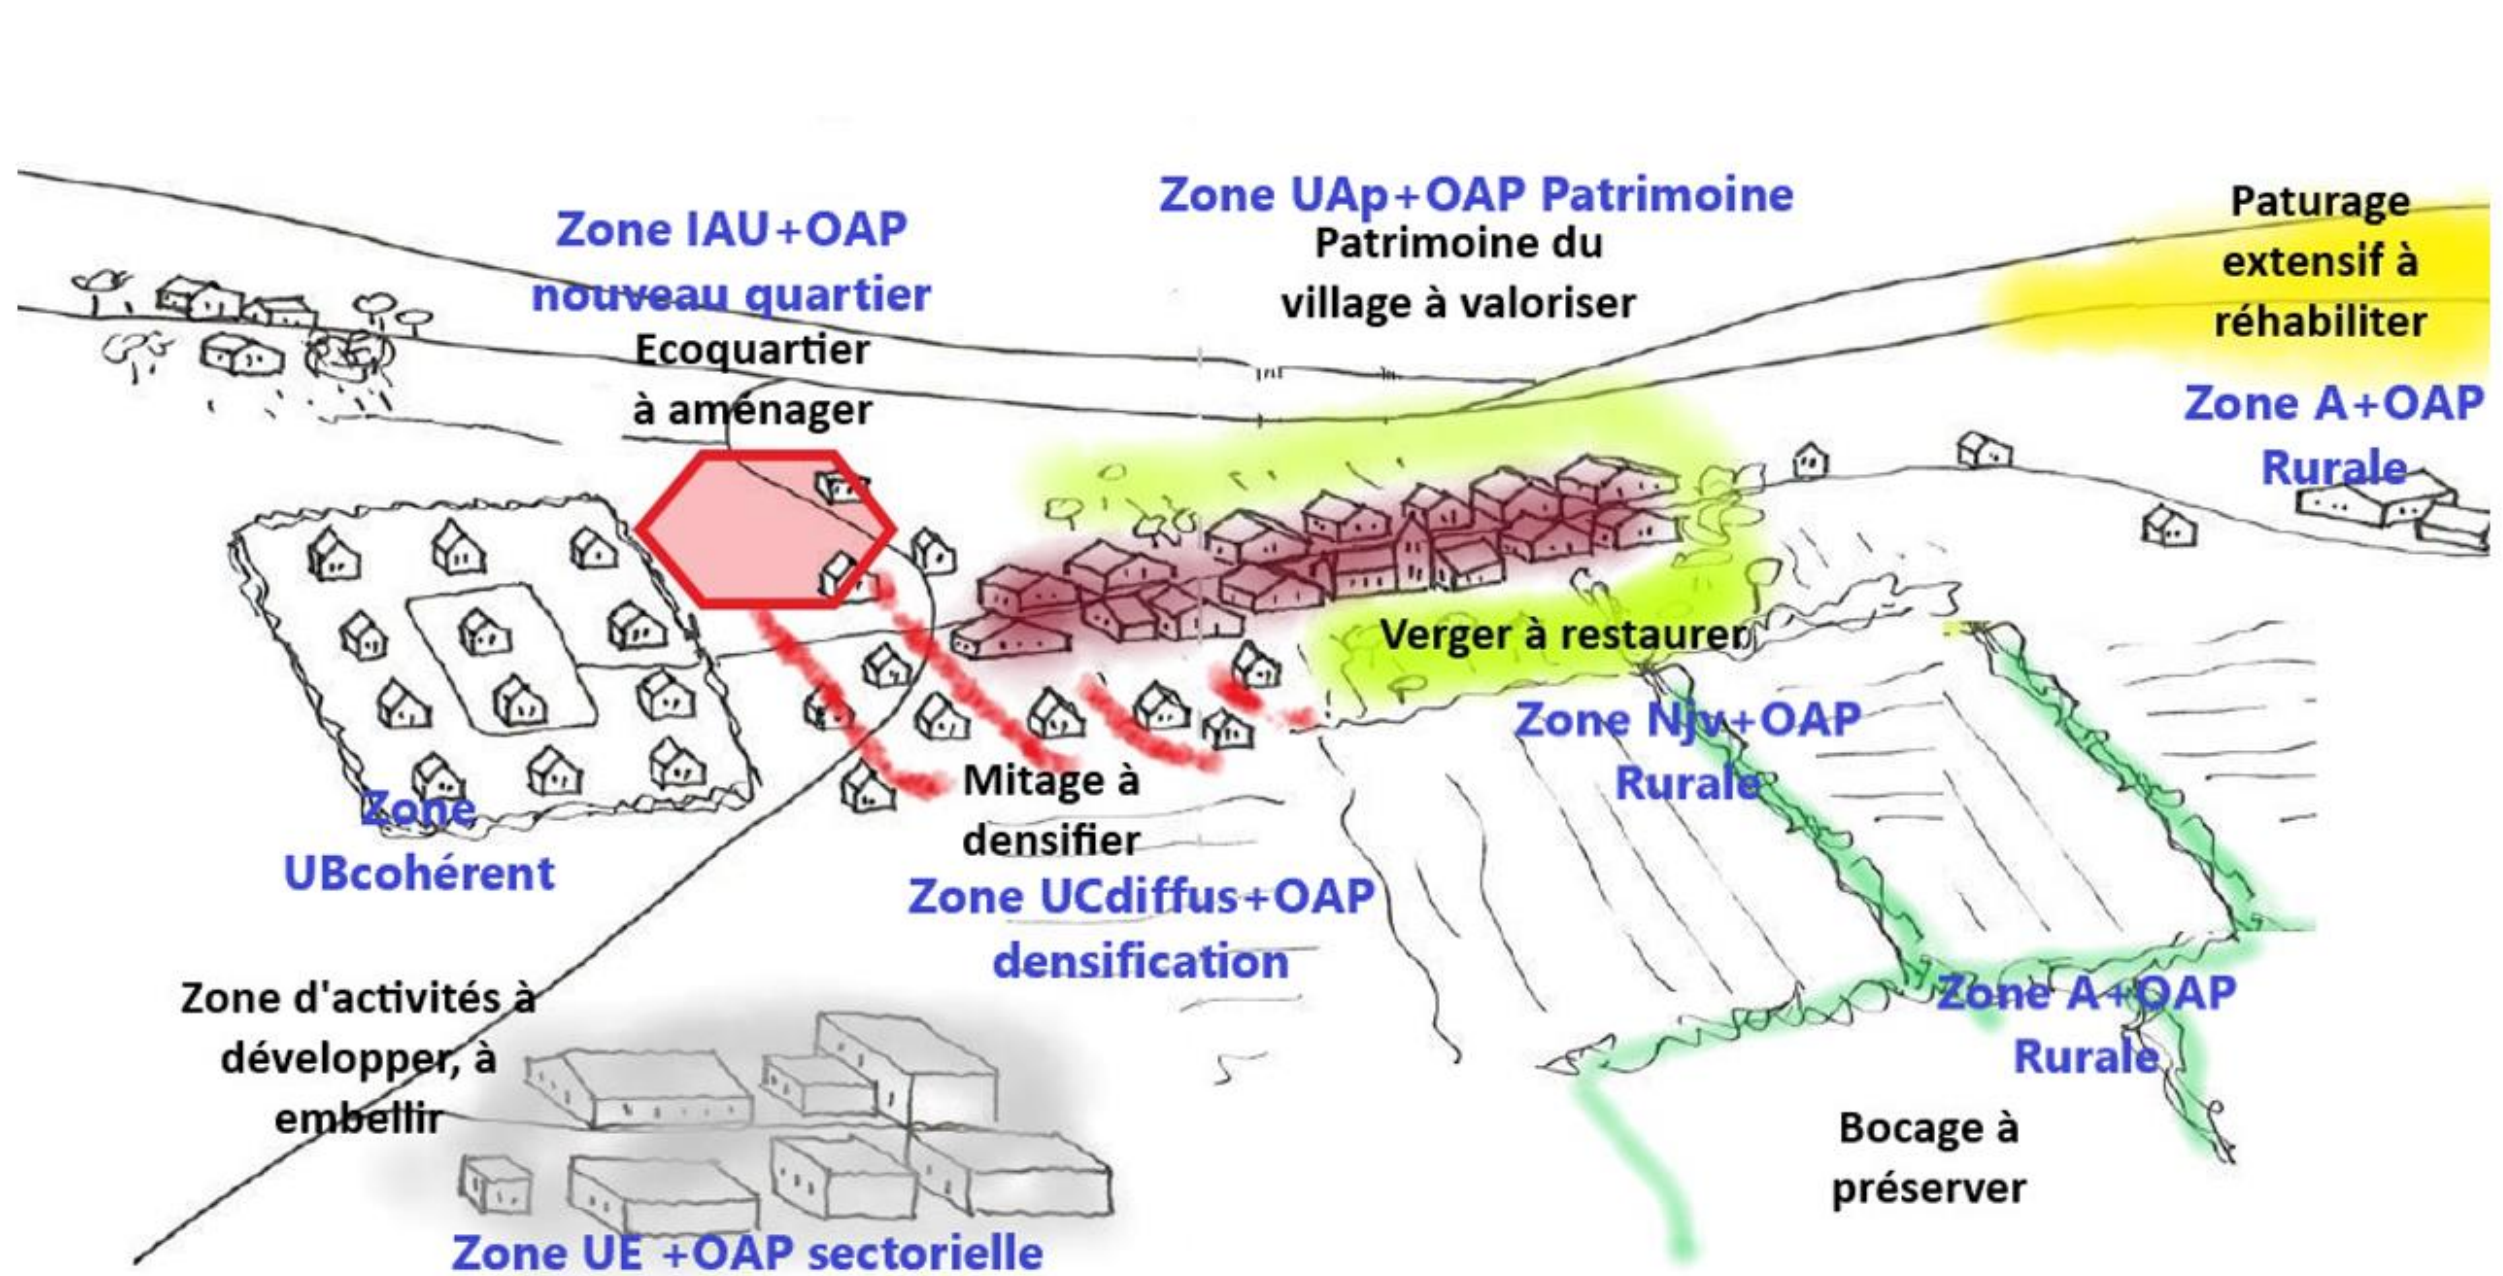 Zone IAU+OAP
nouveau quartier
Ecoquartier
à aménager
Zone UAp+OAP Patrimoine
Patrimoine du
village à valoriser
Paturage
extensif à
réhabiliter
Zone A+OAP
Rurale
Verger à restaurer
Zone Njv+OAP
Rurale
Mitage à
densifier
Zone UCdiffus+OAP
densification
Zone
UBcohérent
Zone d'activités à
développer, à
embellir
Zone UE +OAP sectorielle
Zone A+OAP
Rurale
Bocage à
préserver